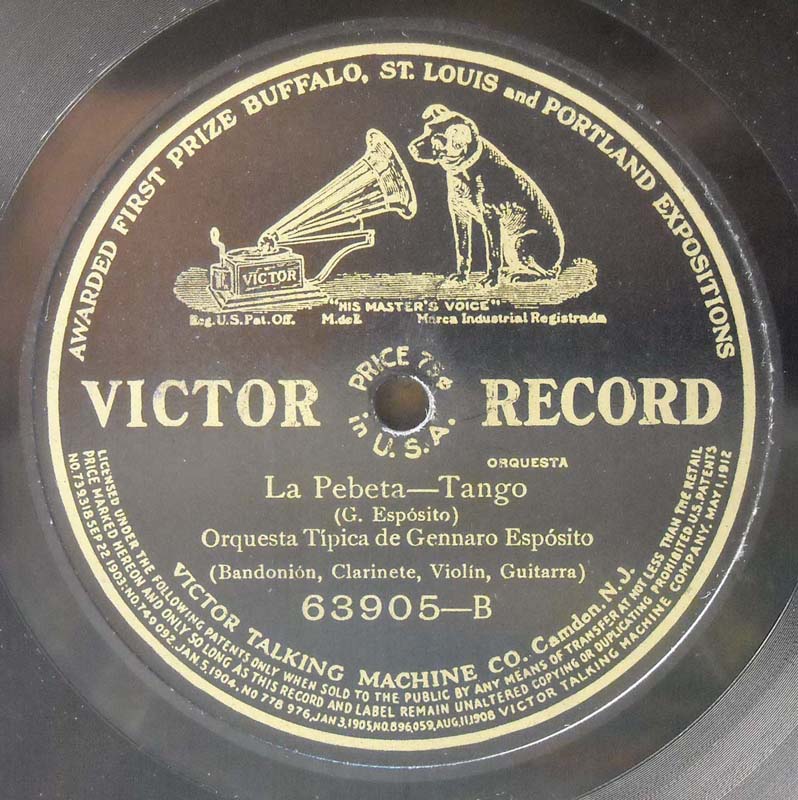 AWARDED FIRST PRIZE BUFFALO, ST. LOUIS and PORTLAND EXPOSITIONS
VICTOR
"HIS MASTER'S VOICE"
Reg. U.S. Pat. Off. M. de F. Marca Industrial Registrada
PRICE 75¢
in U.S.A.
VICTOR RECORD
ORQUESTA
La Pebeta—Tango
(G. Espósito)
Orquesta Típica de Gennaro Espósito
(Bandonión, Clarinete, Violín, Guitarra)
63905—B
VICTOR TALKING MACHINE CO. Camden, N.J.
LICENSED UNDER THE FOLLOWING PATENTS ONLY WHEN SOLD TO THE PUBLIC BY ANY MEANS OF TRANSFER AT NOT LESS THAN THE RETAIL
PRICE MARKED HEREON AND ONLY SO LONG AS THIS RECORD AND LABEL REMAIN UNALTERED COPYING OR DUPLICATING PROHIBITED. U.S. PATENTS
NO. 739318 SEP 22 1903. NO. 749092, JAN. 5, 1904, NO 778 976, JAN 3, 1905, NO. 896,059, AUG, 11, 1908 VICTOR TALKING MACHINE COMPANY. MAY 1, 1912